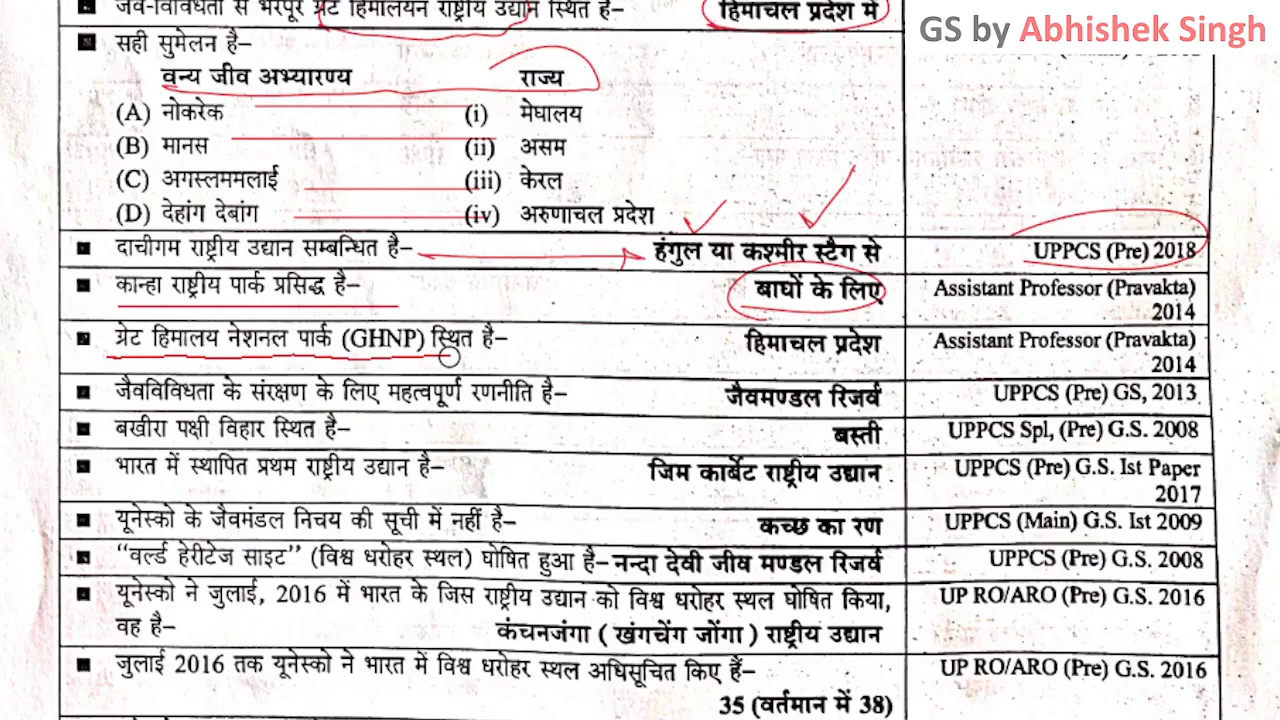 जैव-विविधता से भरपूर ग्रेट हिमालयन राष्ट्रीय उद्यान स्थित है– हिमाचल प्रदेश में
GS by Abhishek Singh
■ सही सुमेलन है–
वन्य जीव अभ्यारण्य राज्य
(A) नोकरेक (i) मेघालय
(B) मानस (ii) असम
(C) अगस्लममलाई (iii) केरल
(D) देहांग देबांग (iv) अरुणाचल प्रदेश
■ दाचीगम राष्ट्रीय उद्यान सम्बन्धित है– हंगुल या कश्मीर स्टैग से UPPCS (Pre) 2018
■ कान्हा राष्ट्रीय पार्क प्रसिद्ध है– बाघों के लिए Assistant Professor (Pravakta)
2014
■ ग्रेट हिमालय नेशनल पार्क (GHNP) स्थित है– हिमाचल प्रदेश Assistant Professor (Pravakta)
2014
■ जैवविविधता के संरक्षण के लिए महत्वपूर्ण रणनीति है– जैवमण्डल रिजर्व UPPCS (Pre) GS, 2013
■ बखीरा पक्षी विहार स्थित है– बस्ती UPPCS Spl, (Pre) G.S. 2008
■ भारत में स्थापित प्रथम राष्ट्रीय उद्यान है– जिम कार्बेट राष्ट्रीय उद्यान UPPCS (Pre) G.S. Ist Paper
2017
■ यूनेस्को के जैवमंडल निचय की सूची में नहीं है– कच्छ का रण UPPCS (Main) G.S. Ist 2009
■ “वर्ल्ड हेरीटेज साइट” (विश्व धरोहर स्थल) घोषित हुआ है– नन्दा देवी जीव मण्डल रिजर्व UPPCS (Pre) G.S. 2008
■ यूनेस्को ने जुलाई, 2016 में भारत के जिस राष्ट्रीय उद्यान को विश्व धरोहर स्थल घोषित किया, UP RO/ARO (Pre) G.S. 2016
वह है– कंचनजंगा ( खंगचेंग जोंगा ) राष्ट्रीय उद्यान
■ जुलाई 2016 तक यूनेस्को ने भारत में विश्व धरोहर स्थल अधिसूचित किए हैं– UP RO/ARO (Pre) G.S. 2016
35 (वर्तमान में 38)